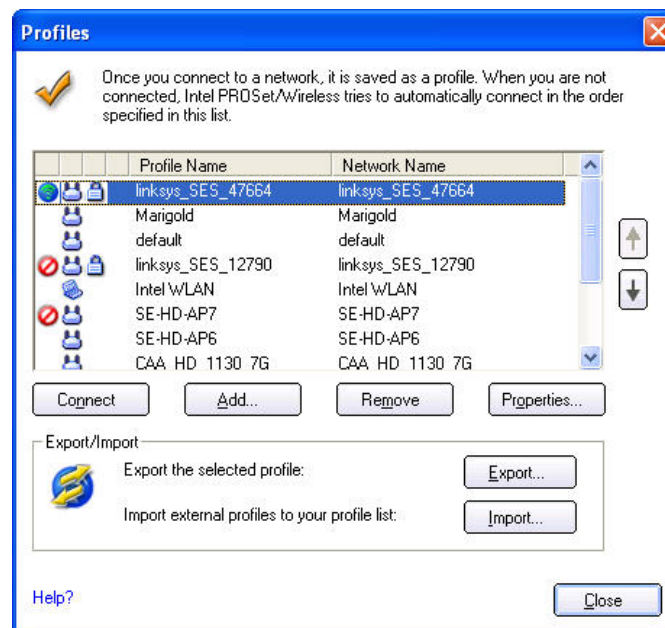 Profiles
Once you connect to a network, it is saved as a profile. When you are not
connected, Intel PROSet/Wireless tries to automatically connect in the order
specified in this list.
Profile Name Network Name
linksys_SES_47664 linksys_SES_47664
Marigold Marigold
default default
linksys_SES_12790 linksys_SES_12790
Intel WLAN Intel WLAN
SE-HD-AP7 SE-HD-AP7
SE-HD-AP6 SE-HD-AP6
CAA_HD_1130_7G CAA_HD_1130_7G
Connect Add... Remove Properties...
Export/Import
Export the selected profile: Export...
Import external profiles to your profile list: Import...
Help? Close